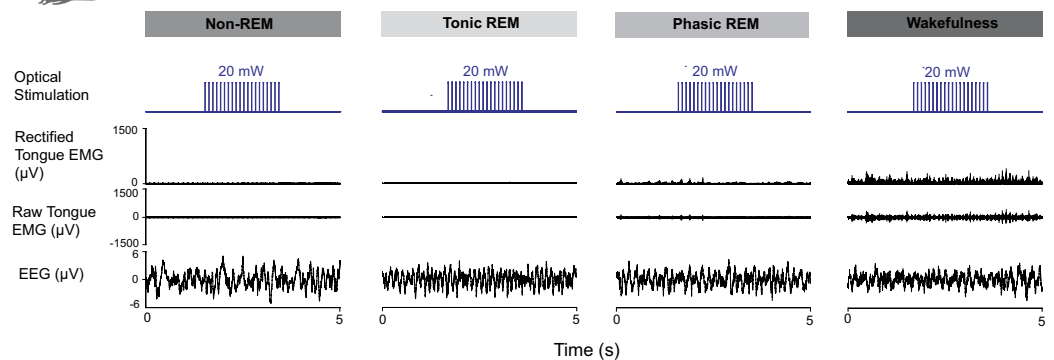 Non-REM Tonic REM Phasic REM Wakefulness
Optical
Stimulation
20 mW 20 mW 20 mW 20 mW
Rectified
Tongue EMG
(µV)
1500
0
Raw Tongue
EMG (µV)
1500
0
-1500
EEG (µV)
6
0
-6
0 5 0 5 0 5 0 5
Time (s)